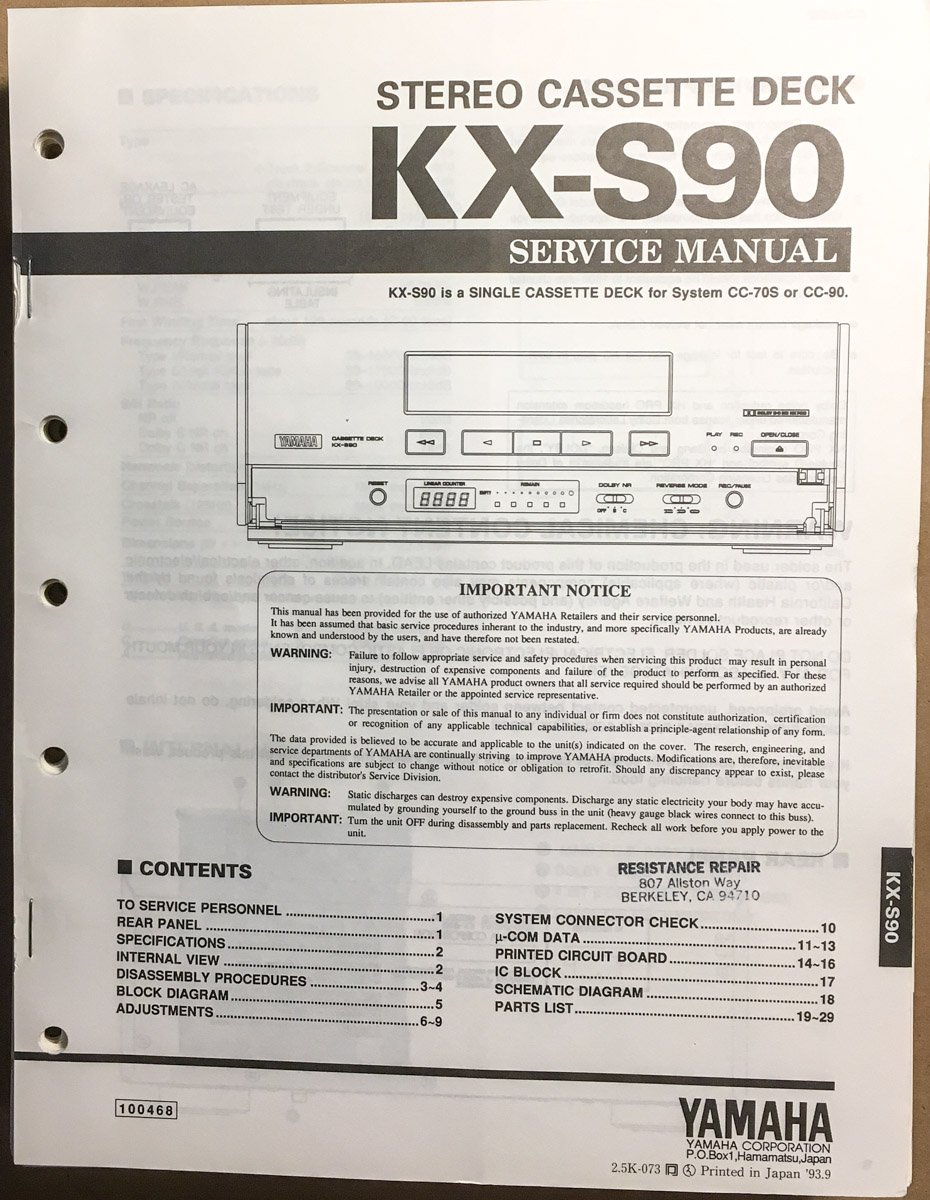 STEREO CASSETTE DECK
KX-S90
SERVICE MANUAL
KX-S90 is a SINGLE CASSETTE DECK for System CC-70S or CC-90.
YAMAHA
CASSETTE DECK
KX-S90
PLAY REC OPEN/CLOSE
RESET
LINEAR COUNTER
8888
REMAIN
DOLBY NR
OFF B C
REVERSE MODE
REC/PAUSE
IMPORTANT NOTICE
This manual has been provided for the use of authorized YAMAHA Retailers and their service personnel.
It has been assumed that basic service procedures inherant to the industry, and more specifically YAMAHA Products, are already
known and understood by the users, and have therefore not been restated.
WARNING: Failure to follow appropriate service and safety procedures when servicing this product may result in personal
injury, destruction of expensive components and failure of the product to perform as specified. For these
reasons, we advise all YAMAHA product owners that all service required should be performed by an authorized
YAMAHA Retailer or the appointed service representative.
IMPORTANT: The presentation or sale of this manual to any individual or firm does not constitute authorization, certification
or recognition of any applicable technical capabilities, or establish a principle-agent relationship of any form.
The data provided is believed to be accurate and applicable to the unit(s) indicated on the cover. The reserch, engineering, and
service departments of YAMAHA are continually striving to improve YAMAHA products. Modifications are, therefore, inevitable
and specifications are subject to change without notice or obligation to retrofit. Should any discrepancy appear to exist, please
contact the distributor's Service Division.
WARNING: Static discharges can destroy expensive components. Discharge any static electricity your body may have accu-
mulated by grounding yourself to the ground buss in the unit (heavy gauge black wires connect to this buss).
IMPORTANT: Turn the unit OFF during disassembly and parts replacement. Recheck all work before you apply power to the
unit.
■ CONTENTS
RESISTANCE REPAIR
807 Allston Way
BERKELEY, CA 94710
TO SERVICE PERSONNEL ........ 1
REAR PANEL ........ 1
SPECIFICATIONS ........ 2
INTERNAL VIEW ........ 2
DISASSEMBLY PROCEDURES ........ 3~4
BLOCK DIAGRAM ........ 5
ADJUSTMENTS ........ 6~9
SYSTEM CONNECTOR CHECK ........ 10
µ-COM DATA ........ 11~13
PRINTED CIRCUIT BOARD ........ 14~16
IC BLOCK ........ 17
SCHEMATIC DIAGRAM ........ 18
PARTS LIST ........ 19~29
KX-S90
100468
YAMAHA
YAMAHA CORPORATION
P.O.Box1,Hamamatsu,Japan
2.5K-073 Printed in Japan '93.9